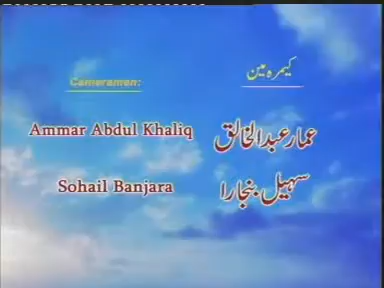 Cameramen:
کیمرہ مین
Ammar Abdul Khaliq
عمار عبدالخالق
Sohail Banjara
سہیل بنجارا